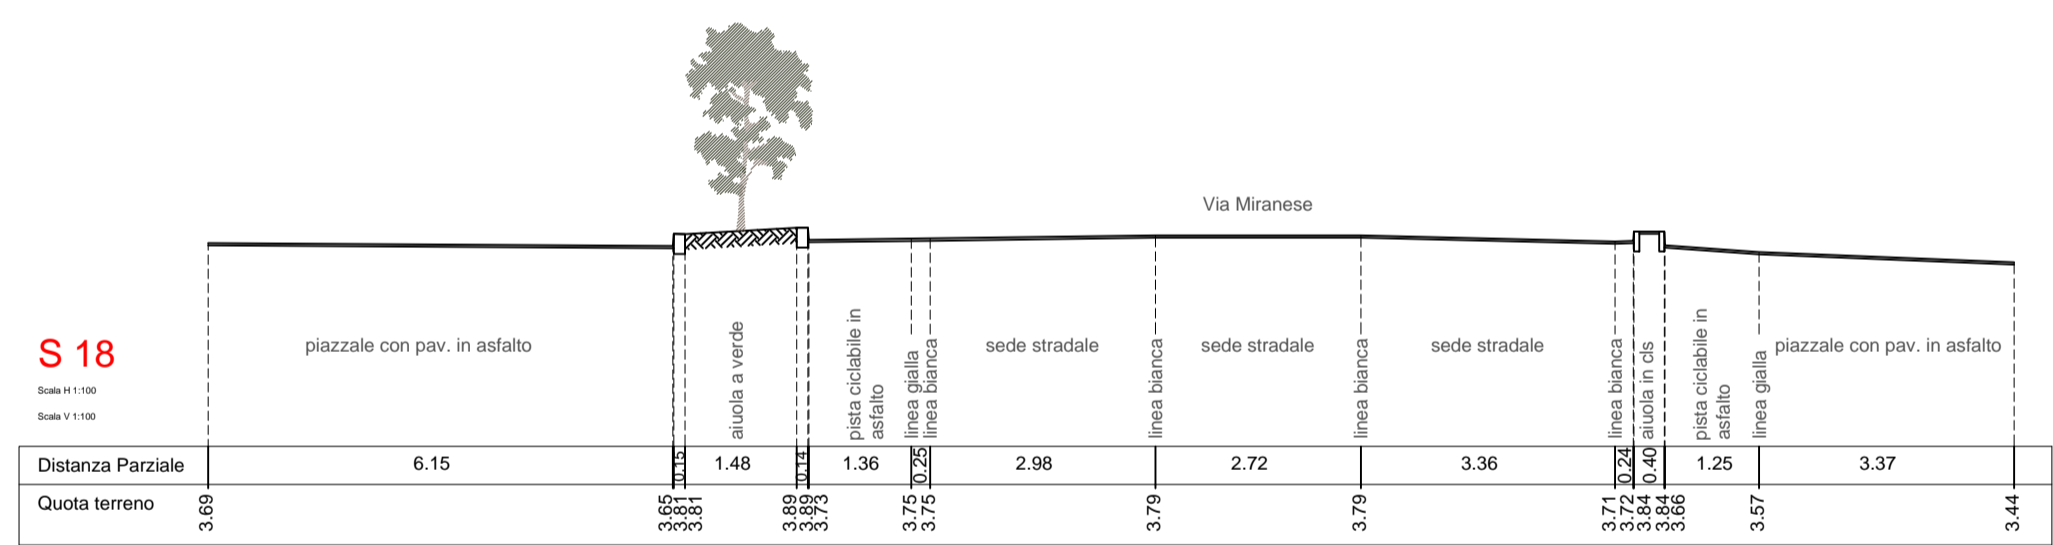 Via Miranese
S 18
Scala H 1:100
Scala V 1:100
piazzale con pav. in asfalto
aiuola a verde
pista ciclabile in
asfalto
linea gialla
linea bianca
sede stradale
linea bianca
sede stradale
linea bianca
sede stradale
linea bianca
aiuola in cls
pista ciclabile in
asfalto
linea gialla
piazzale con pav. in asfalto
Distanza Parziale 6.15 0.15 1.48 0.14 1.36 0.25 2.98 2.72 3.36 0.24 0.40 1.25 3.37
Quota terreno 3.69 3.65 3.81 3.81 3.89 3.89 3.73 3.75 3.75 3.79 3.79 3.71 3.72 3.84 3.84 3.66 3.57 3.44